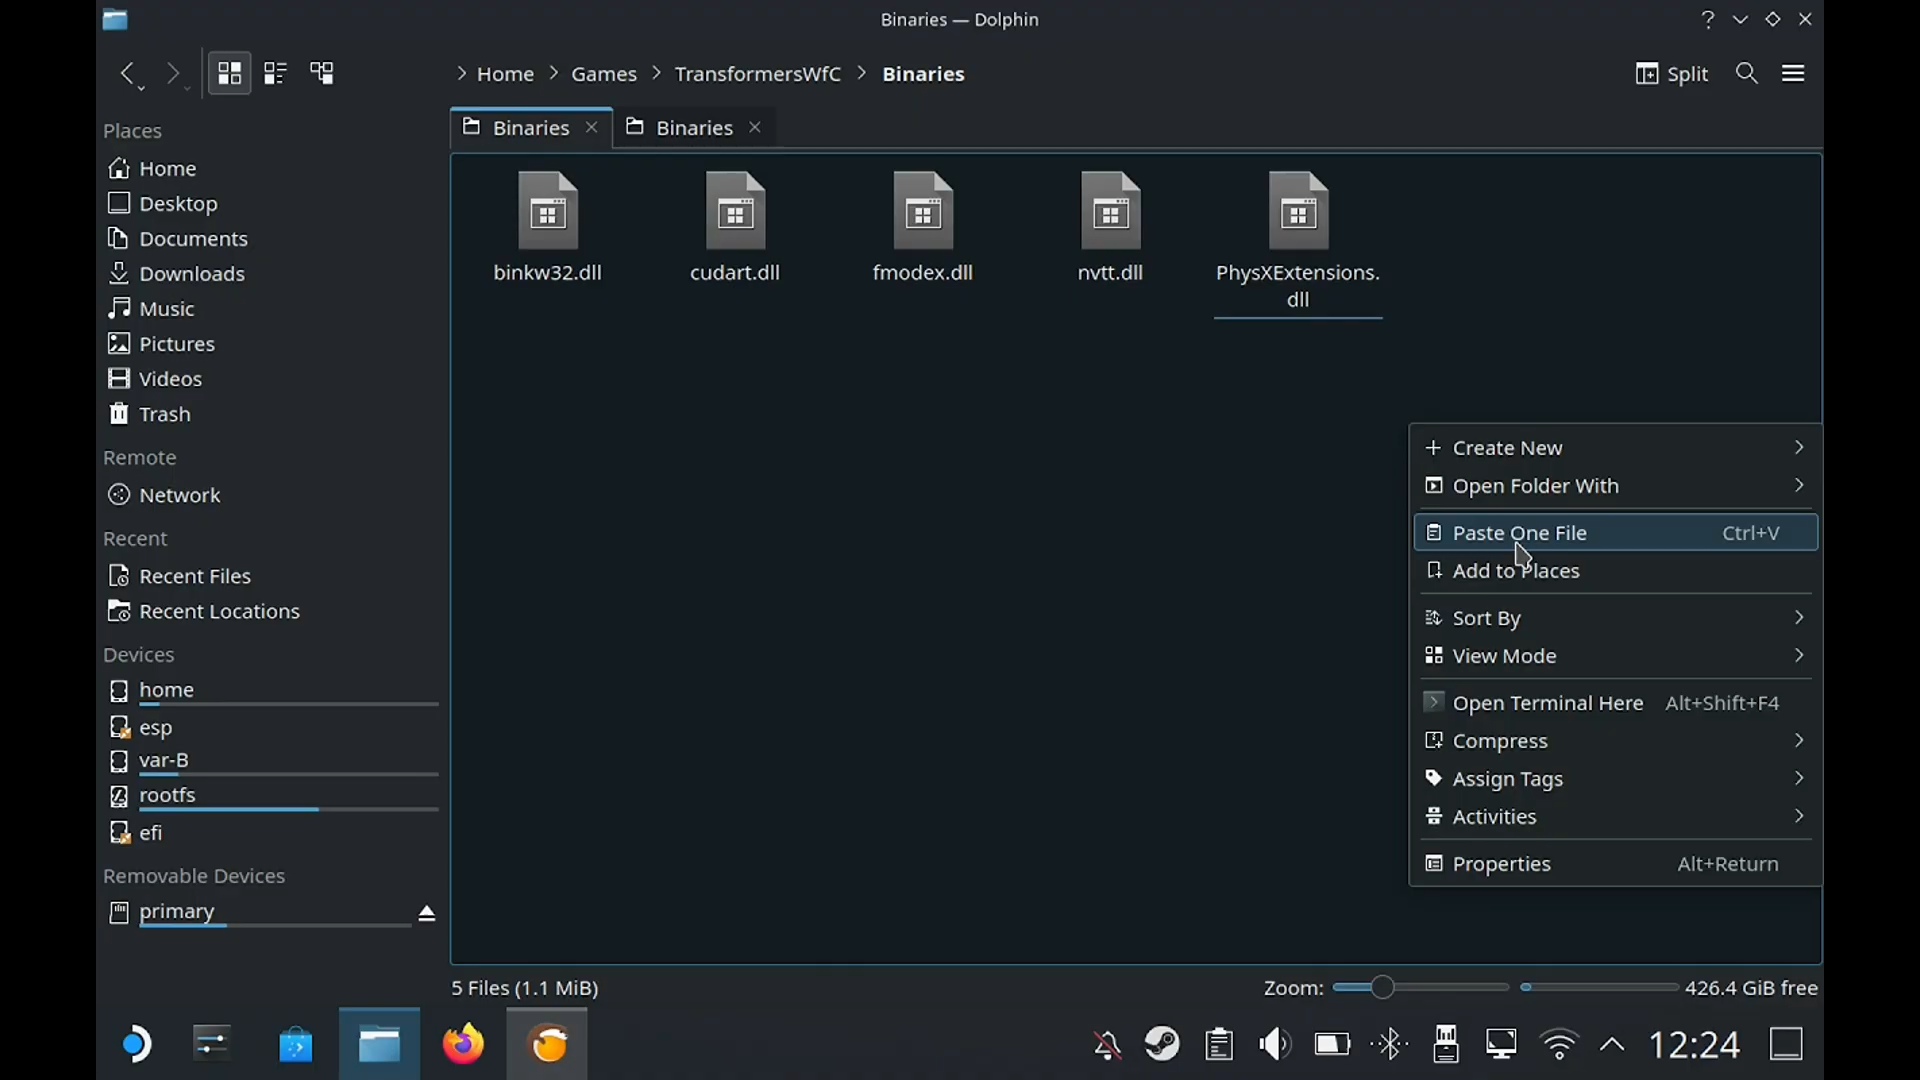 Binaries — Dolphin
Home
Games
TransformersWfC
Binaries
Split
Places
Home
Desktop
Documents
Downloads
Music
Pictures
Videos
Trash
Remote
Network
Recent
Recent Files
Recent Locations
Devices
home
esp
var-B
rootfs
efi
Removable Devices
primary
Binaries
Binaries
binkw32.dll
cudart.dll
fmodex.dll
nvtt.dll
PhysXExtensions.
dll
Create New
Open Folder With
Paste One File Ctrl+V
Add to Places
Sort By
View Mode
Open Terminal Here Alt+Shift+F4
Compress
Assign Tags
Activities
Properties Alt+Return
5 Files (1.1 MiB)
Zoom:
426.4 GiB free
12:24